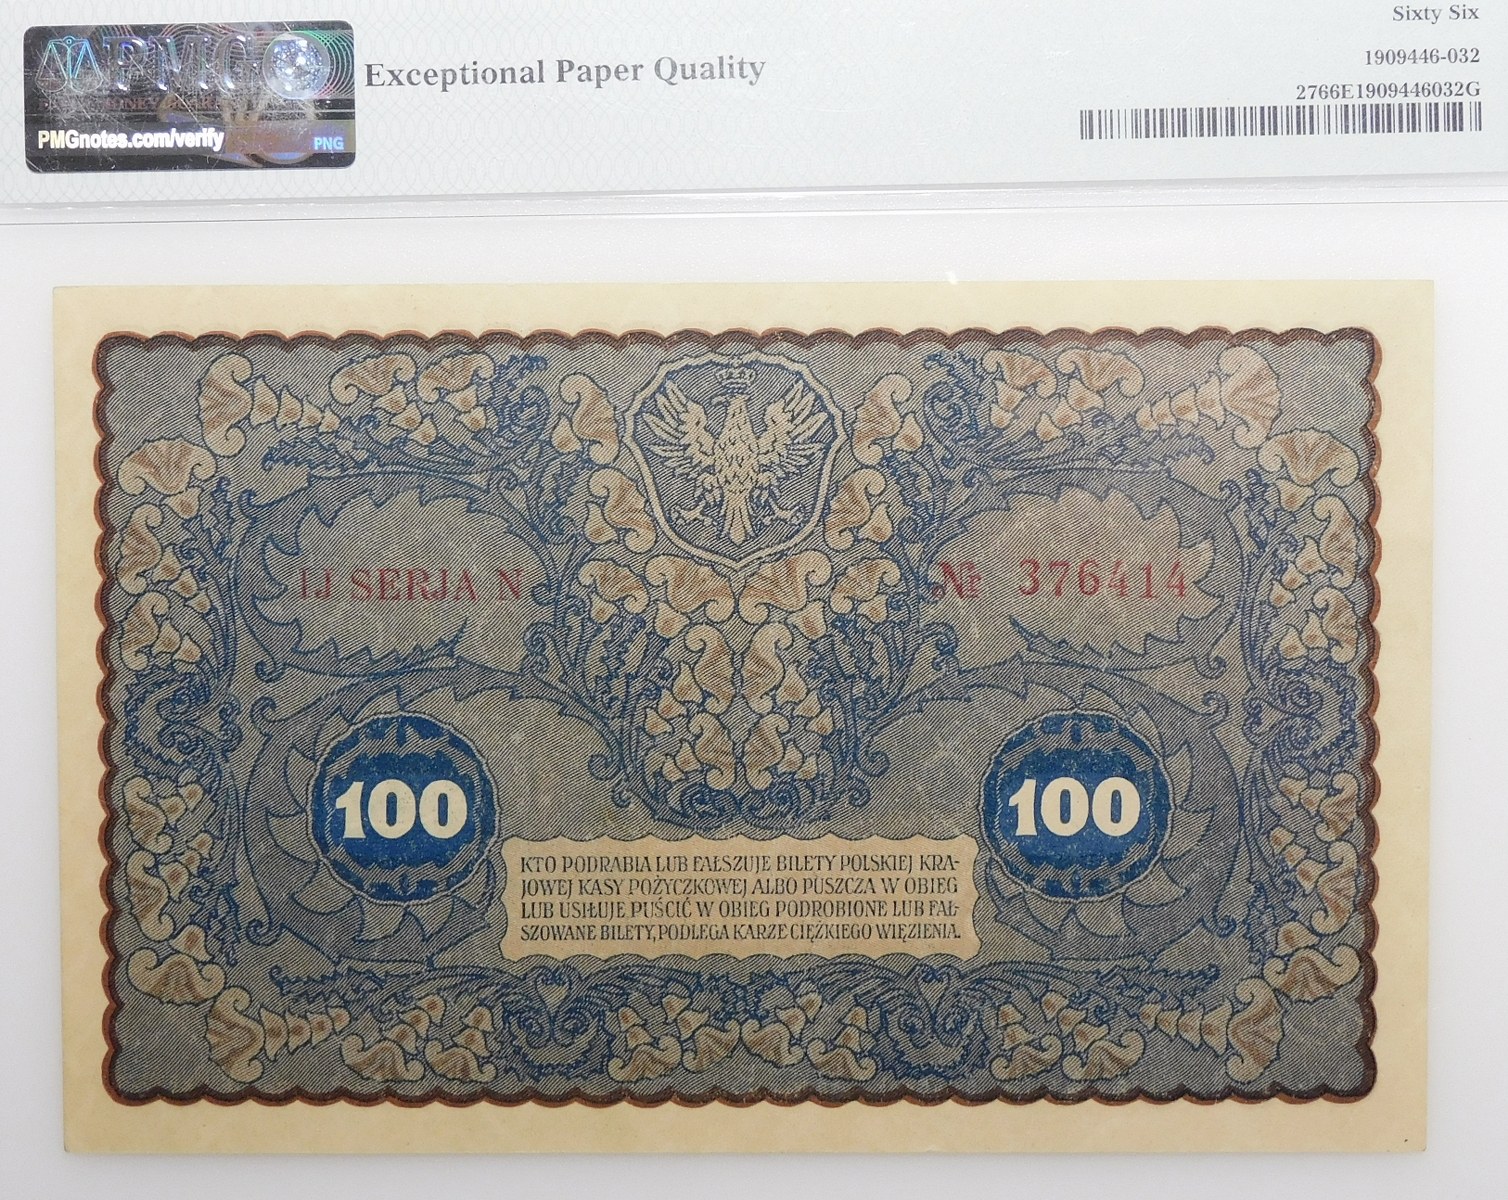 Sixty Six
PMG
Exceptional Paper Quality
1909446-032
2766E1909446032G
PMGnotes.com/verify
PNG
IJ SERJA N
№ 376414
100
100
KTO PODRABIA LUB FAŁSZUJE BILETY POLSKIEJ KRA-
JOWEJ KASY POŻYCZKOWEJ ALBO PUSZCZA W OBIEG
LUB USIŁUJE PUŚCIĆ W OBIEG PODROBIONE LUB FAŁ-
SZOWANE BILETY, PODLEGA KARZE CIĘŻKIEGO WIĘZIENIA.